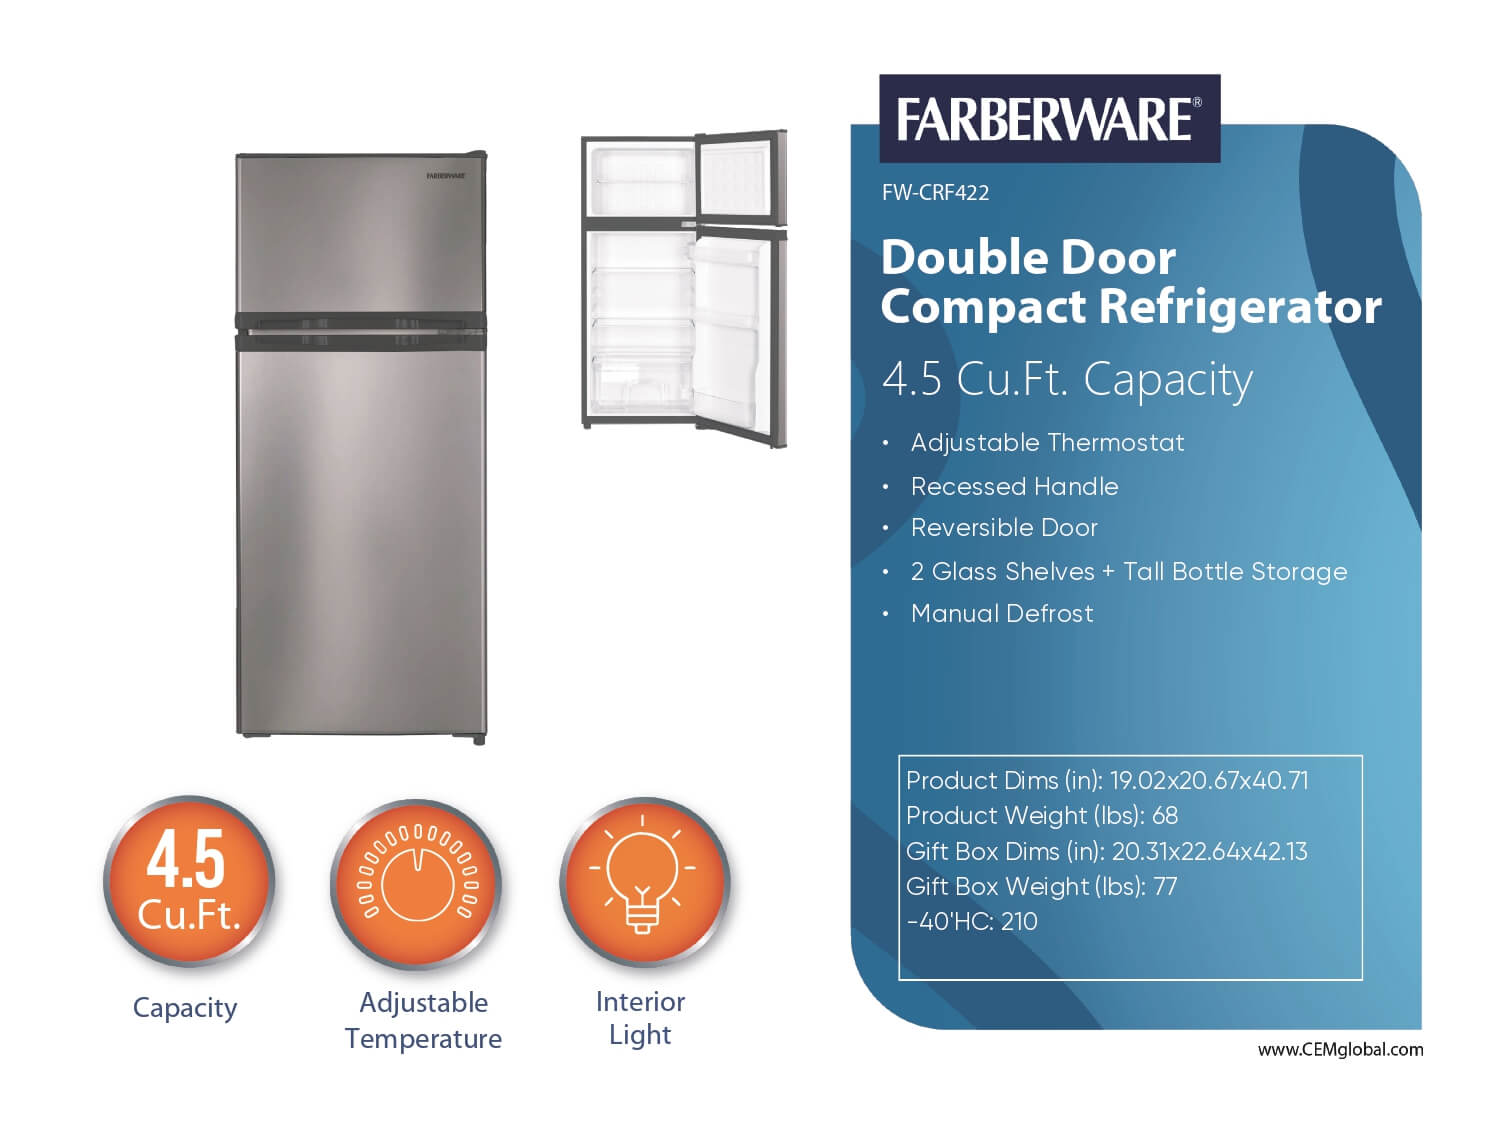 FARBERWARE
FARBERWARE®
FW-CRF422
Double Door
Compact Refrigerator
4.5 Cu.Ft. Capacity
• Adjustable Thermostat
• Recessed Handle
• Reversible Door
• 2 Glass Shelves + Tall Bottle Storage
• Manual Defrost
Product Dims (in): 19.02x20.67x40.71
Product Weight (lbs): 68
Gift Box Dims (in): 20.31x22.64x42.13
Gift Box Weight (lbs): 77
-40'HC: 210
4.5
Cu.Ft.
Capacity
Adjustable
Temperature
Interior
Light
www.CEMglobal.com